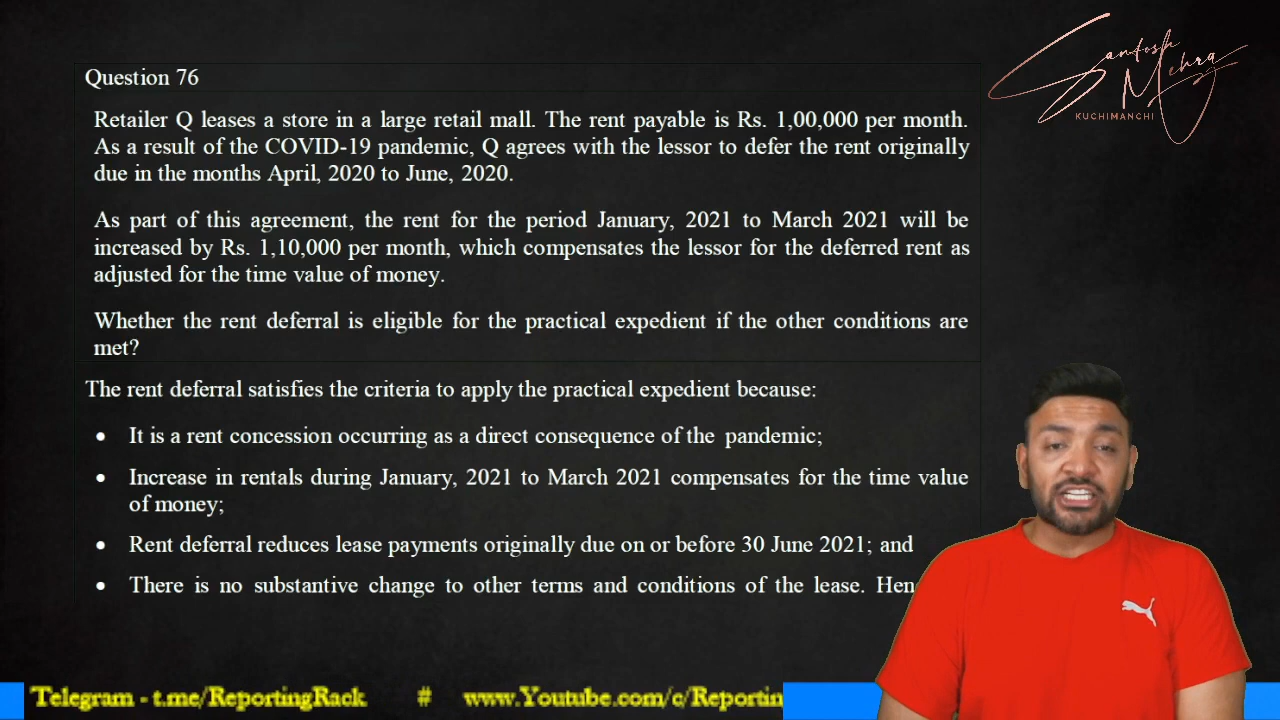 Santosh
Mehra
KUCHIMANCHI
Question 76
Retailer Q leases a store in a large retail mall. The rent payable is Rs. 1,00,000 per month.
As a result of the COVID-19 pandemic, Q agrees with the lessor to defer the rent originally
due in the months April, 2020 to June, 2020.
As part of this agreement, the rent for the period January, 2021 to March 2021 will be
increased by Rs. 1,10,000 per month, which compensates the lessor for the deferred rent as
adjusted for the time value of money.
Whether the rent deferral is eligible for the practical expedient if the other conditions are
met?
The rent deferral satisfies the criteria to apply the practical expedient because:
• It is a rent concession occurring as a direct consequence of the pandemic;
• Increase in rentals during January, 2021 to March 2021 compensates for the time value
of money;
• Rent deferral reduces lease payments originally due on or before 30 June 2021; and
• There is no substantive change to other terms and conditions of the lease. Hen
Telegram - t.me/ReportingRack # www.Youtube.com/c/Reportin